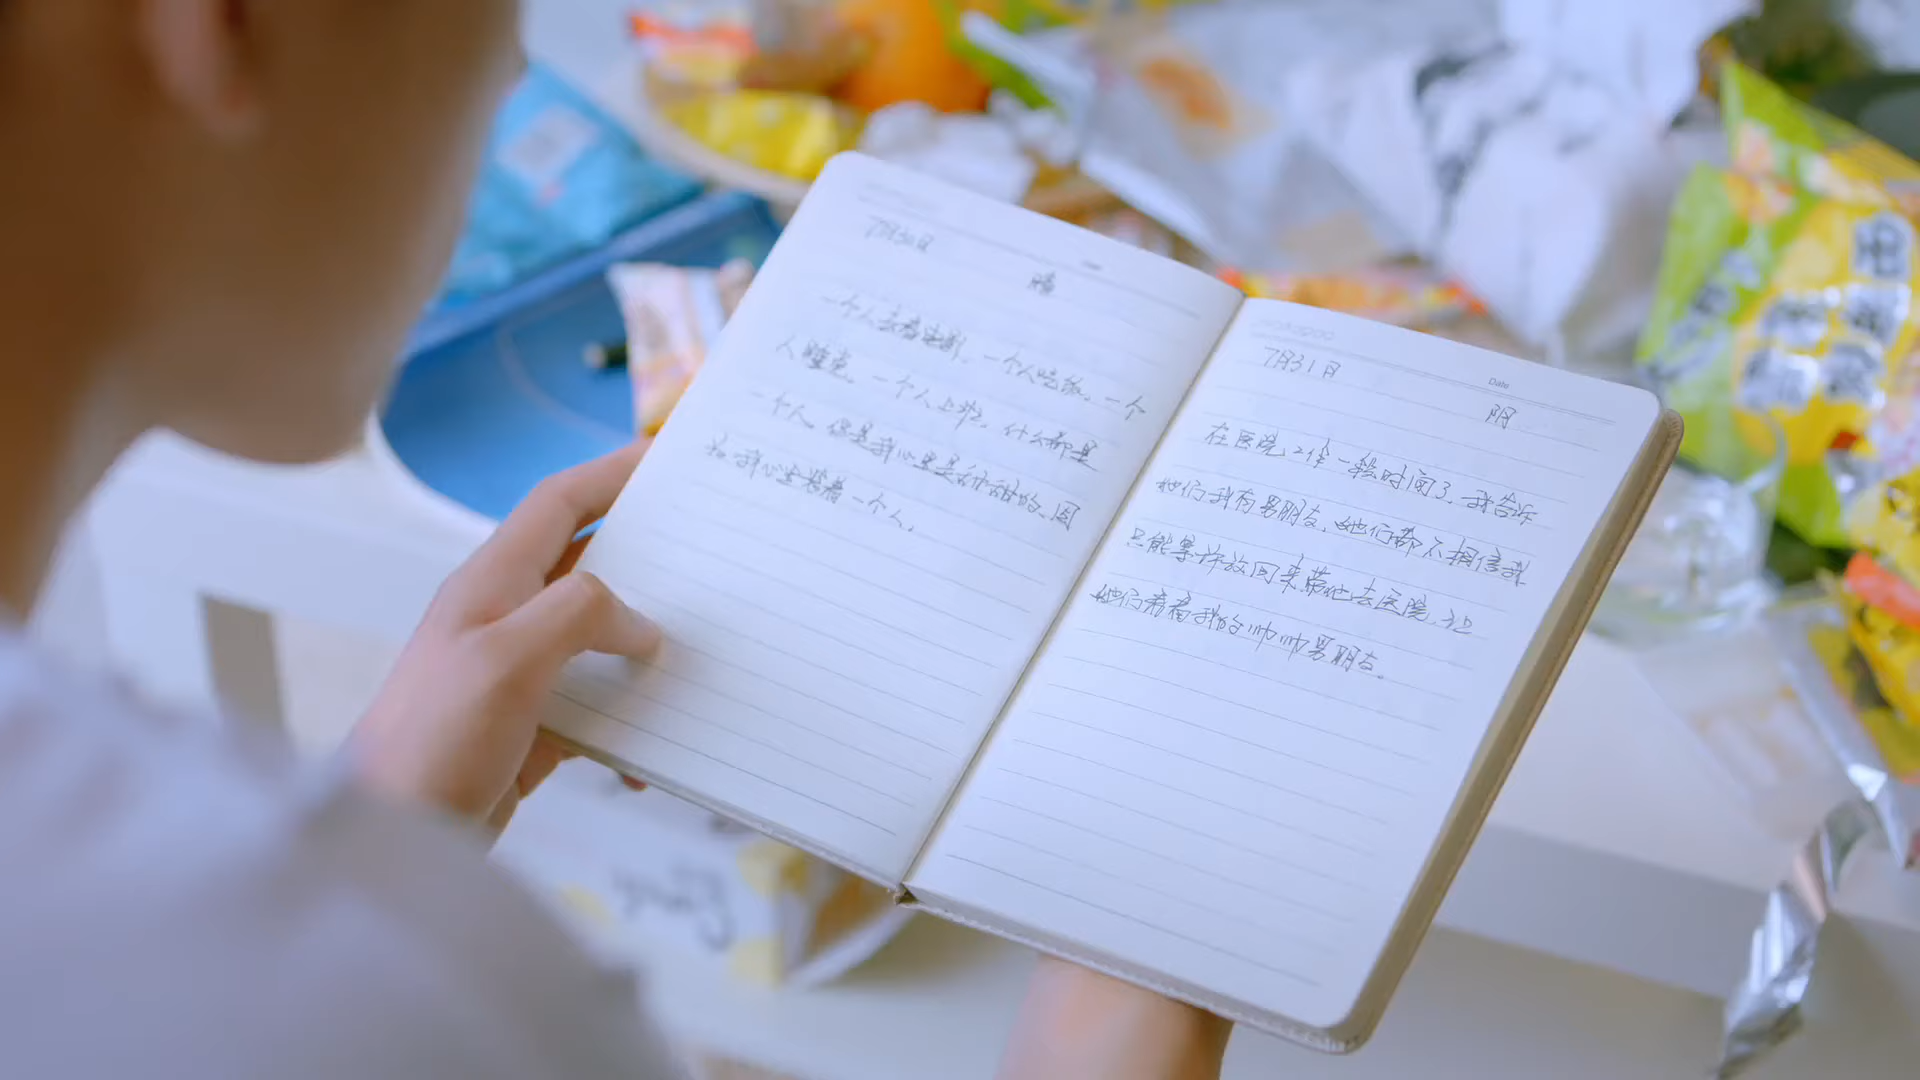 7月30日
晴
一个人去看电影，一个人吃饭，一个
人睡觉，一个人上班，什么都是
一个人，但是我心里是甜甜的，因
为我心里装着一个人。
7月31日
Date
阴
在医院工作一段时间了，我告诉
她们我有男朋友，她们都不相信我
只能等许放回来带他去医院，让
她们看看我的帅帅男朋友。